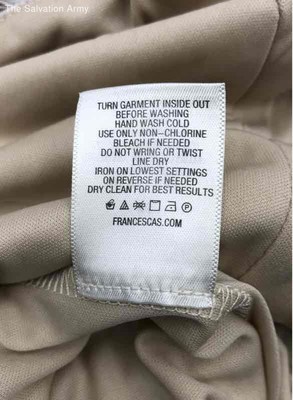 The Salvation Army.
TURN GARMENT INSIDE OUT
BEFORE WASHING
HAND WASH COLD
USE ONLY NON-CHLORINE
BLEACH IF NEEDED
DO NOT WRING OR TWIST
LINE DRY
IRON ON LOWEST SETTINGS
ON REVERSE IF NEEDED
DRY CLEAN FOR BEST RESULTS
FRANCESCAS.COM